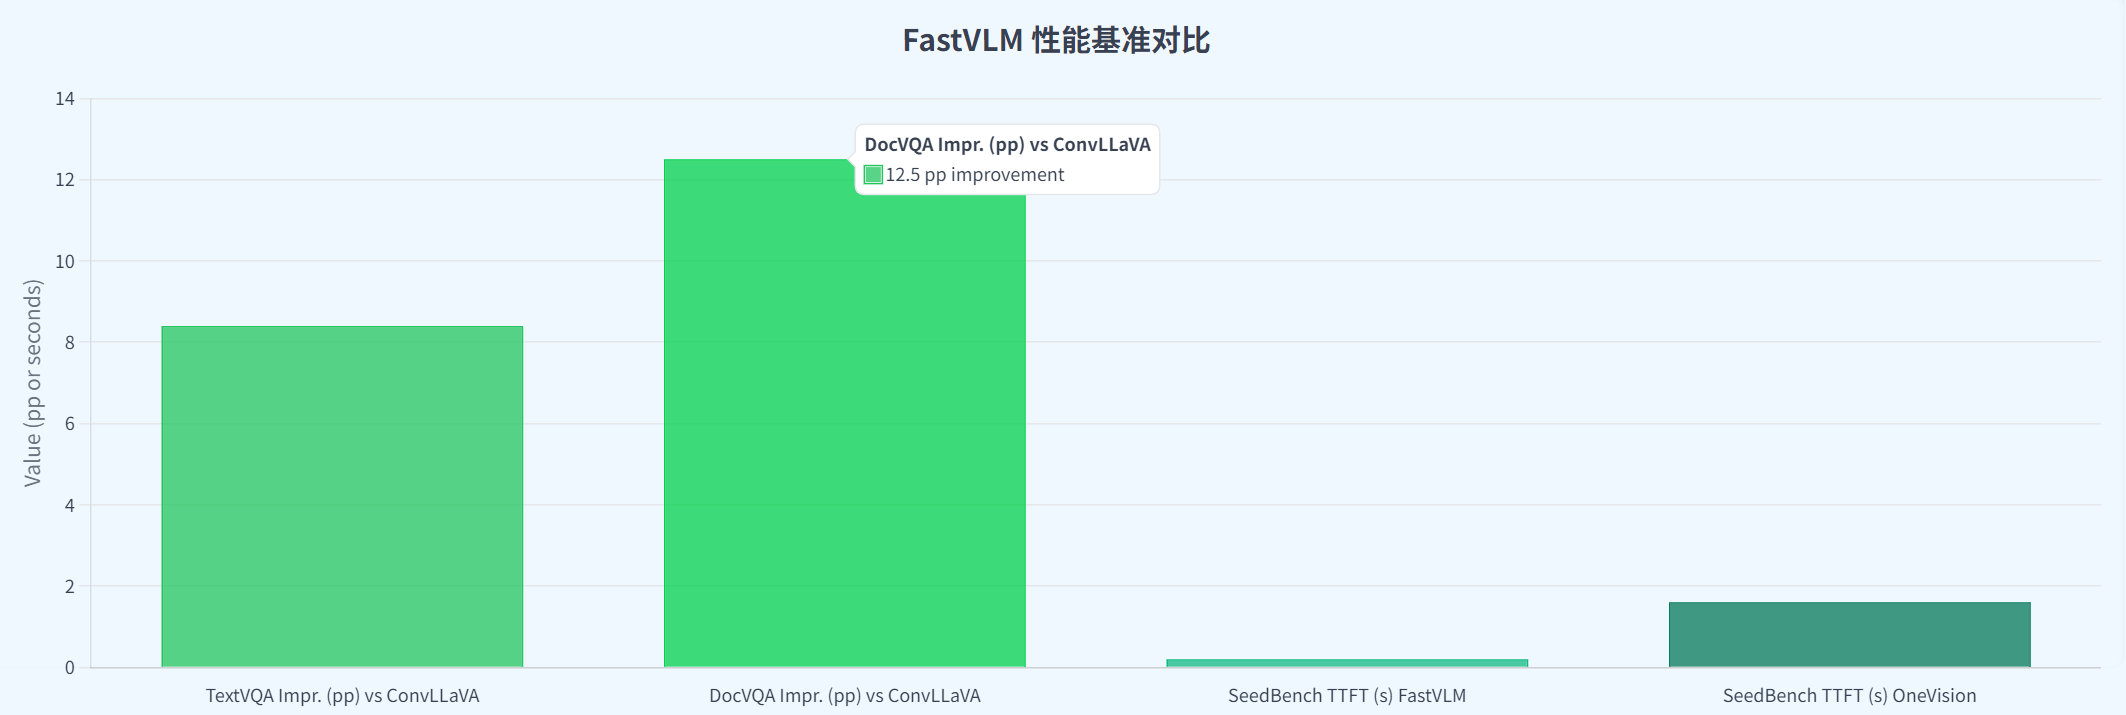 FastVLM 性能基准对比
Value (pp or seconds)
14
12
10
8
6
4
2
0
DocVQA Impr. (pp) vs ConvLLaVA
12.5 pp improvement
TextVQA Impr. (pp) vs ConvLLaVA
DocVQA Impr. (pp) vs ConvLLaVA
SeedBench TTFT (s) FastVLM
SeedBench TTFT (s) OneVision